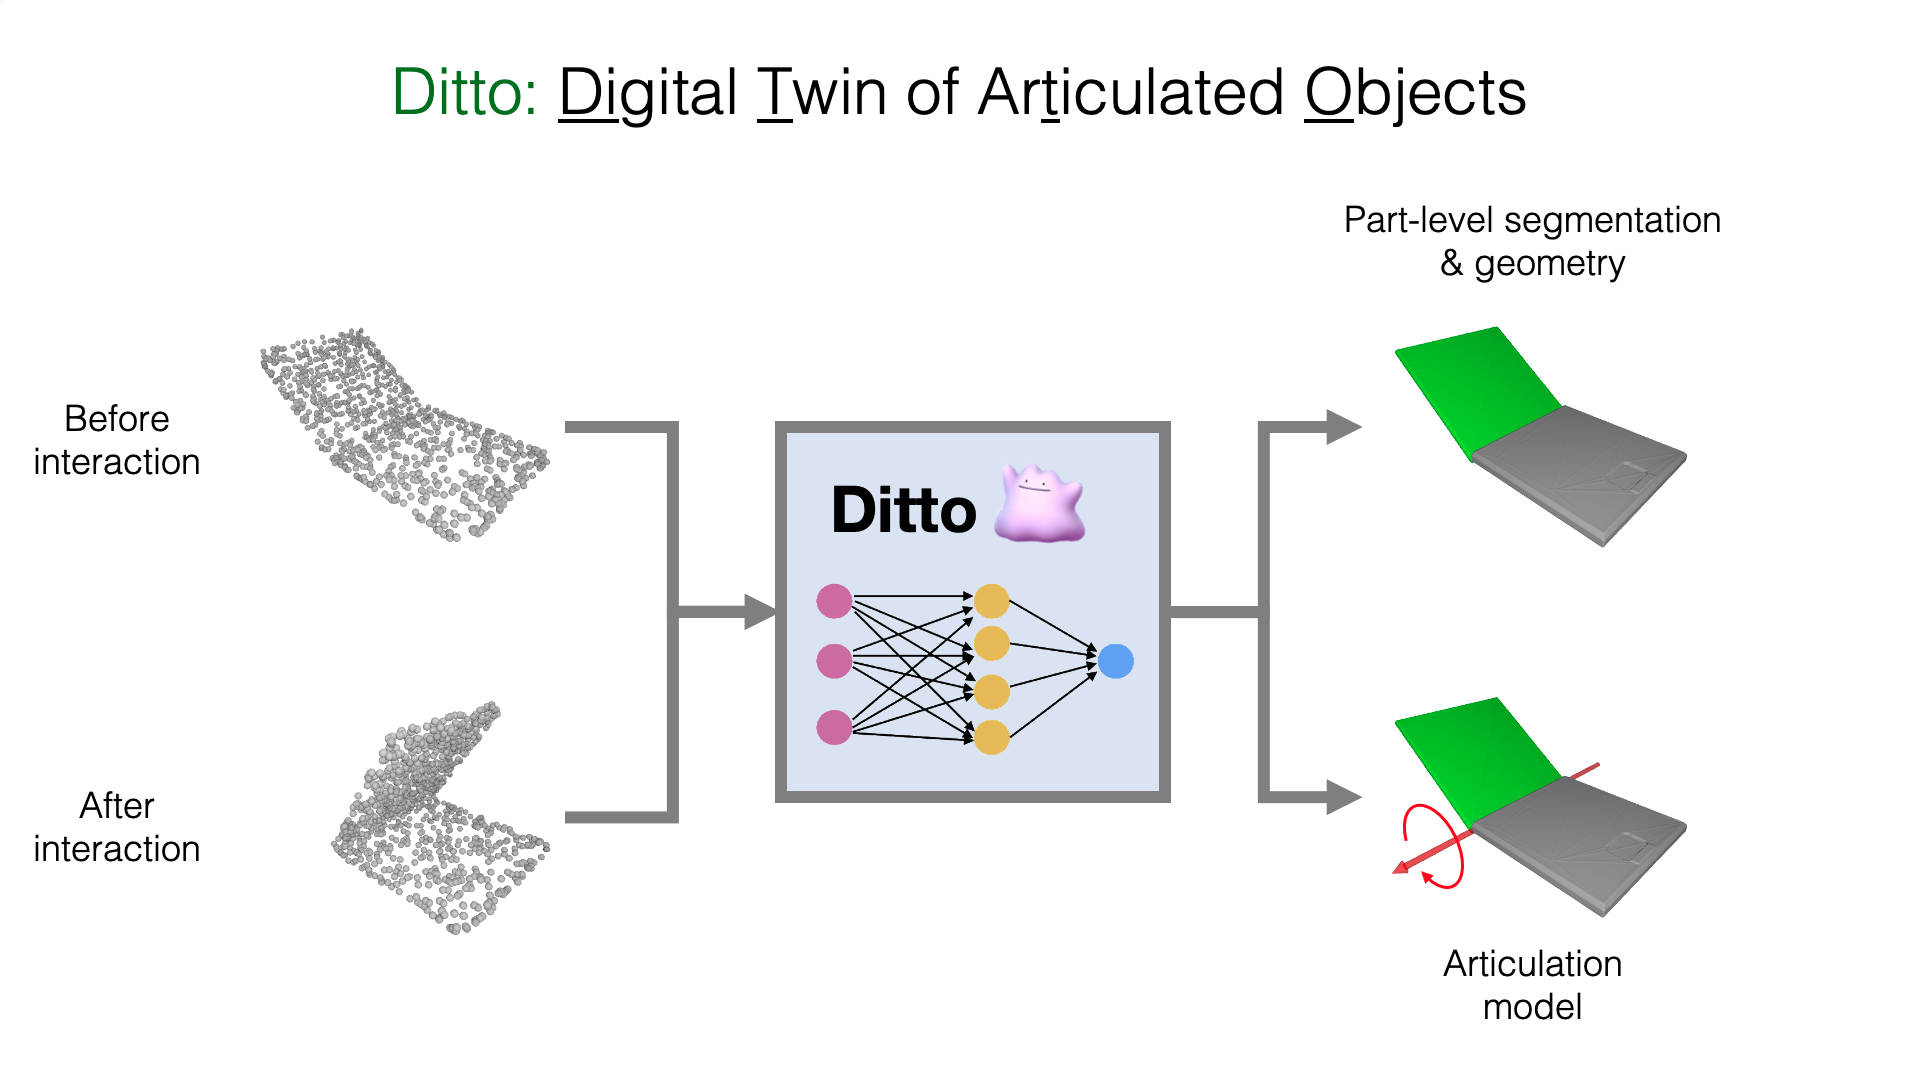 Ditto: Digital Twin of Articulated Objects
Part-level segmentation
& geometry
Before
interaction
Ditto
After
interaction
Articulation
model